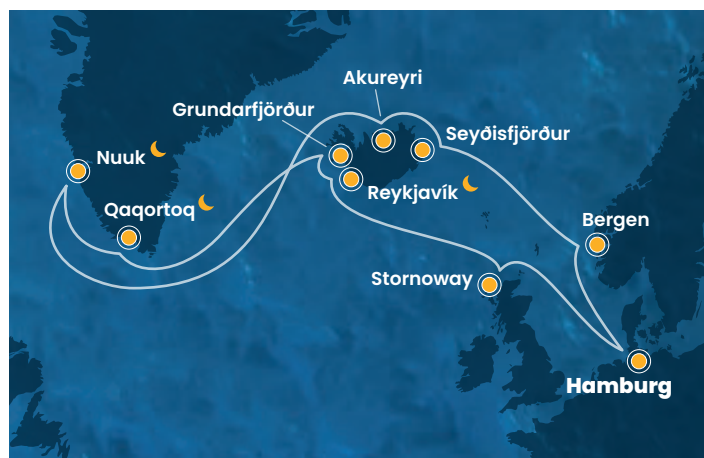 Akureyri
Grundarfjörður
Seyðisfjörður
Nuuk
Reykjavík
Qaqortoq
Bergen
Stornoway
Hamburg